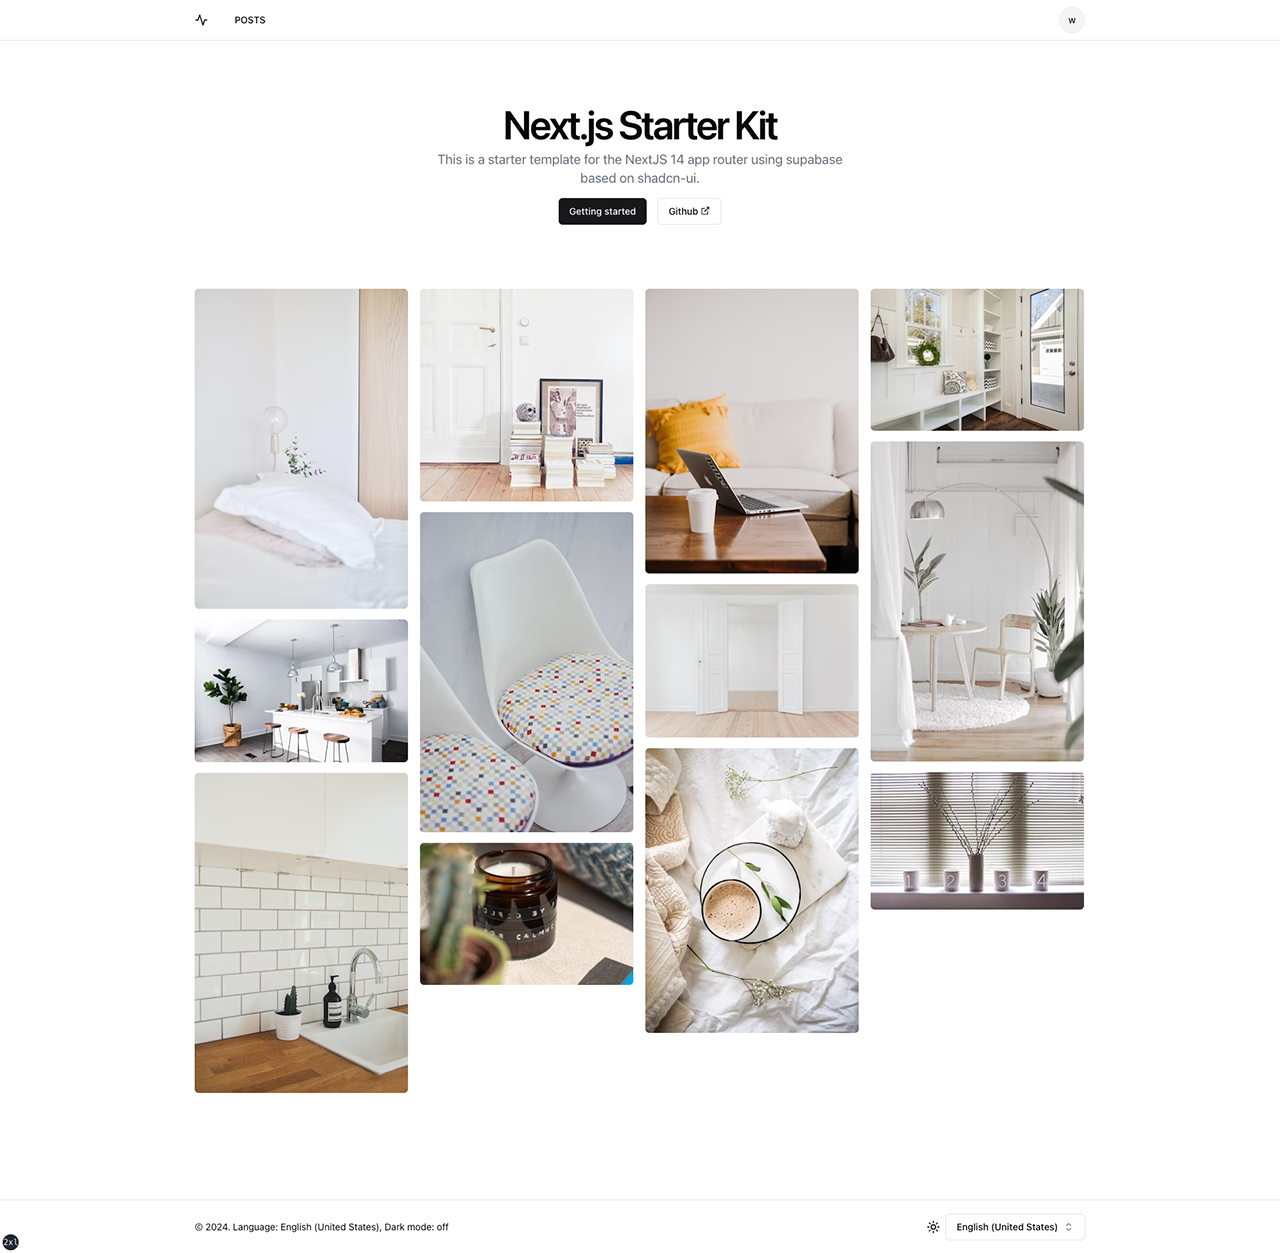 POSTS
w
Next.js Starter Kit
This is a starter template for the NextJS 14 app router using supabase
based on shadcn-ui.
Getting started
Github
1 2 3 4
© 2024. Language: English (United States), Dark mode: off
English (United States)
2xl